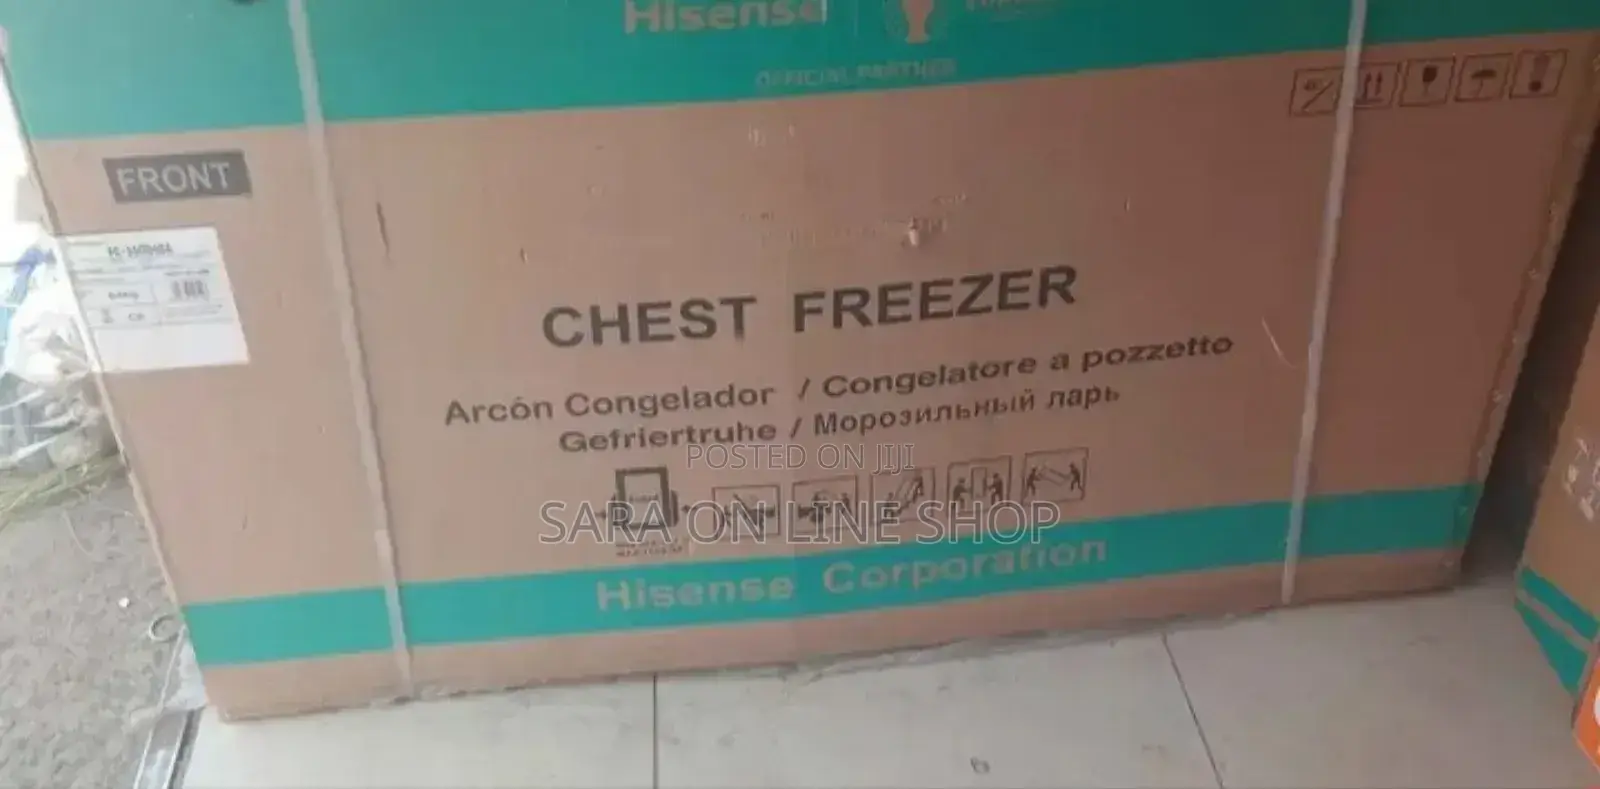 Hisense
OFFICIAL PARTNER
FRONT
CHEST FREEZER
Arcón Congelador / Congelatore a pozzetto
Gefriertruhe / Морозильный ларь
POSTED ON JIJI
SARA ON LINE SHOP
Hisense Corporation